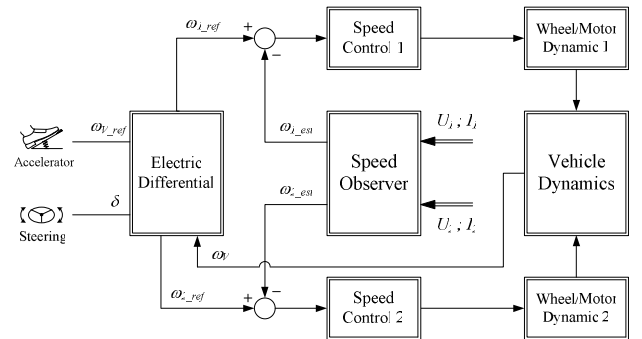 ω₁_ref
+
−
Speed
Control 1
Wheel/Motor
Dynamic 1
ωV_ref
Accelerator
δ
Steering
Electric
Differential
ω₁_est
Speed
Observer
U₁ ; I₁
U₂ ; I₂
Vehicle
Dynamics
ω₂_est
ωV
ω₂_ref
+
−
Speed
Control 2
Wheel/Motor
Dynamic 2